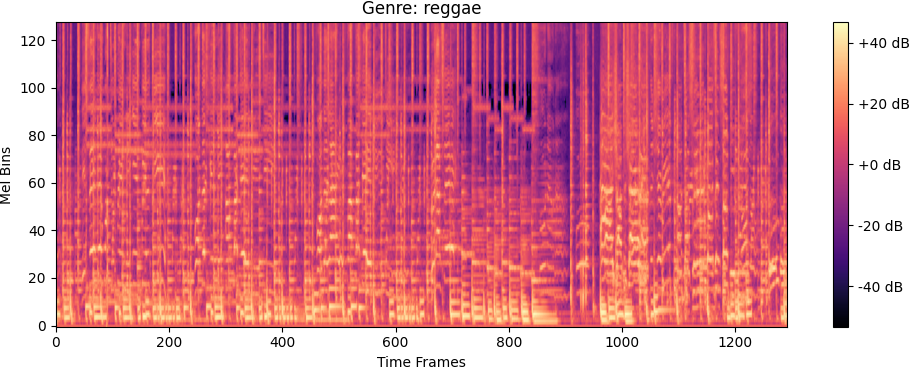 Genre: reggae
120
100
80
60
40
20
0
Mel Bins
0 200 400 600 800 1000 1200
Time Frames
+40 dB
+20 dB
+0 dB
-20 dB
-40 dB